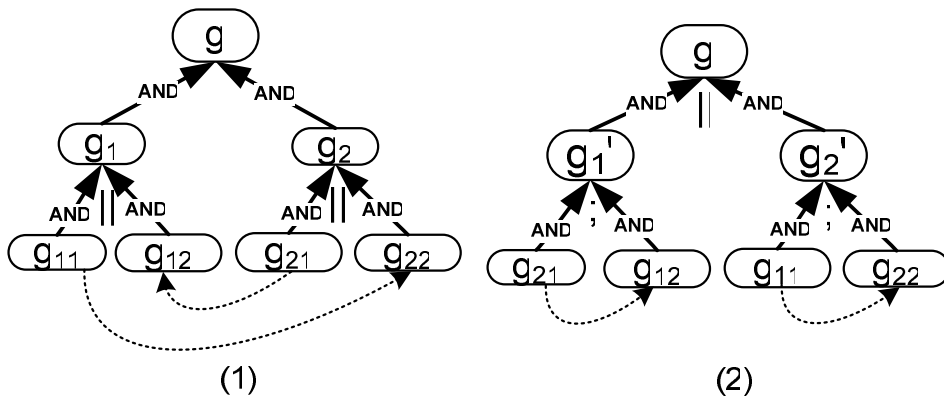 g
AND AND
g₁ g₂
AND || AND AND || AND
g₁₁ g₁₂ g₂₁ g₂₂
(1)
g
AND || AND
g₁' g₂'
AND ; AND AND ; AND
g₂₁ g₁₂ g₁₁ g₂₂
(2)